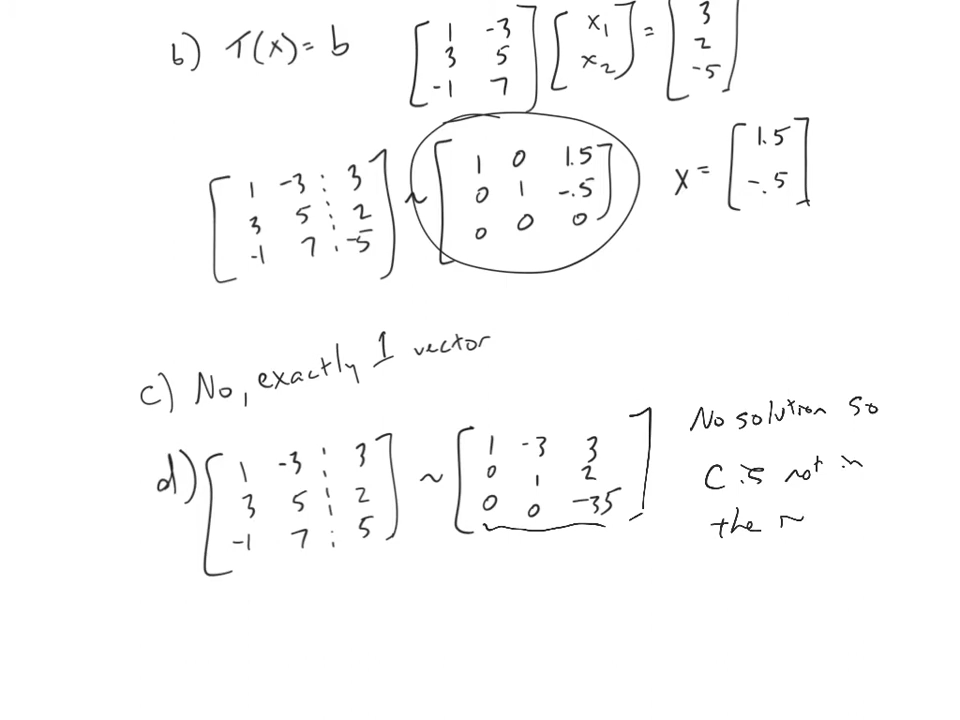 b) T(x) = b [1 -3; 3 5; -1 7] [x₁; x₂] = [3; 2; -5]
[1 -3 ⋮ 3; 3 5 ⋮ 2; -1 7 ⋮ -5] ~ [1 0 1.5; 0 1 -.5; 0 0 0] x = [1.5; -.5]
c) No, exactly 1 vector
d) [1 -3 ⋮ 3; 3 5 ⋮ 2; -1 7 ⋮ 5] ~ [1 -3 3; 0 1 2; 0 0 -35]
No solution so
C is not in
the r